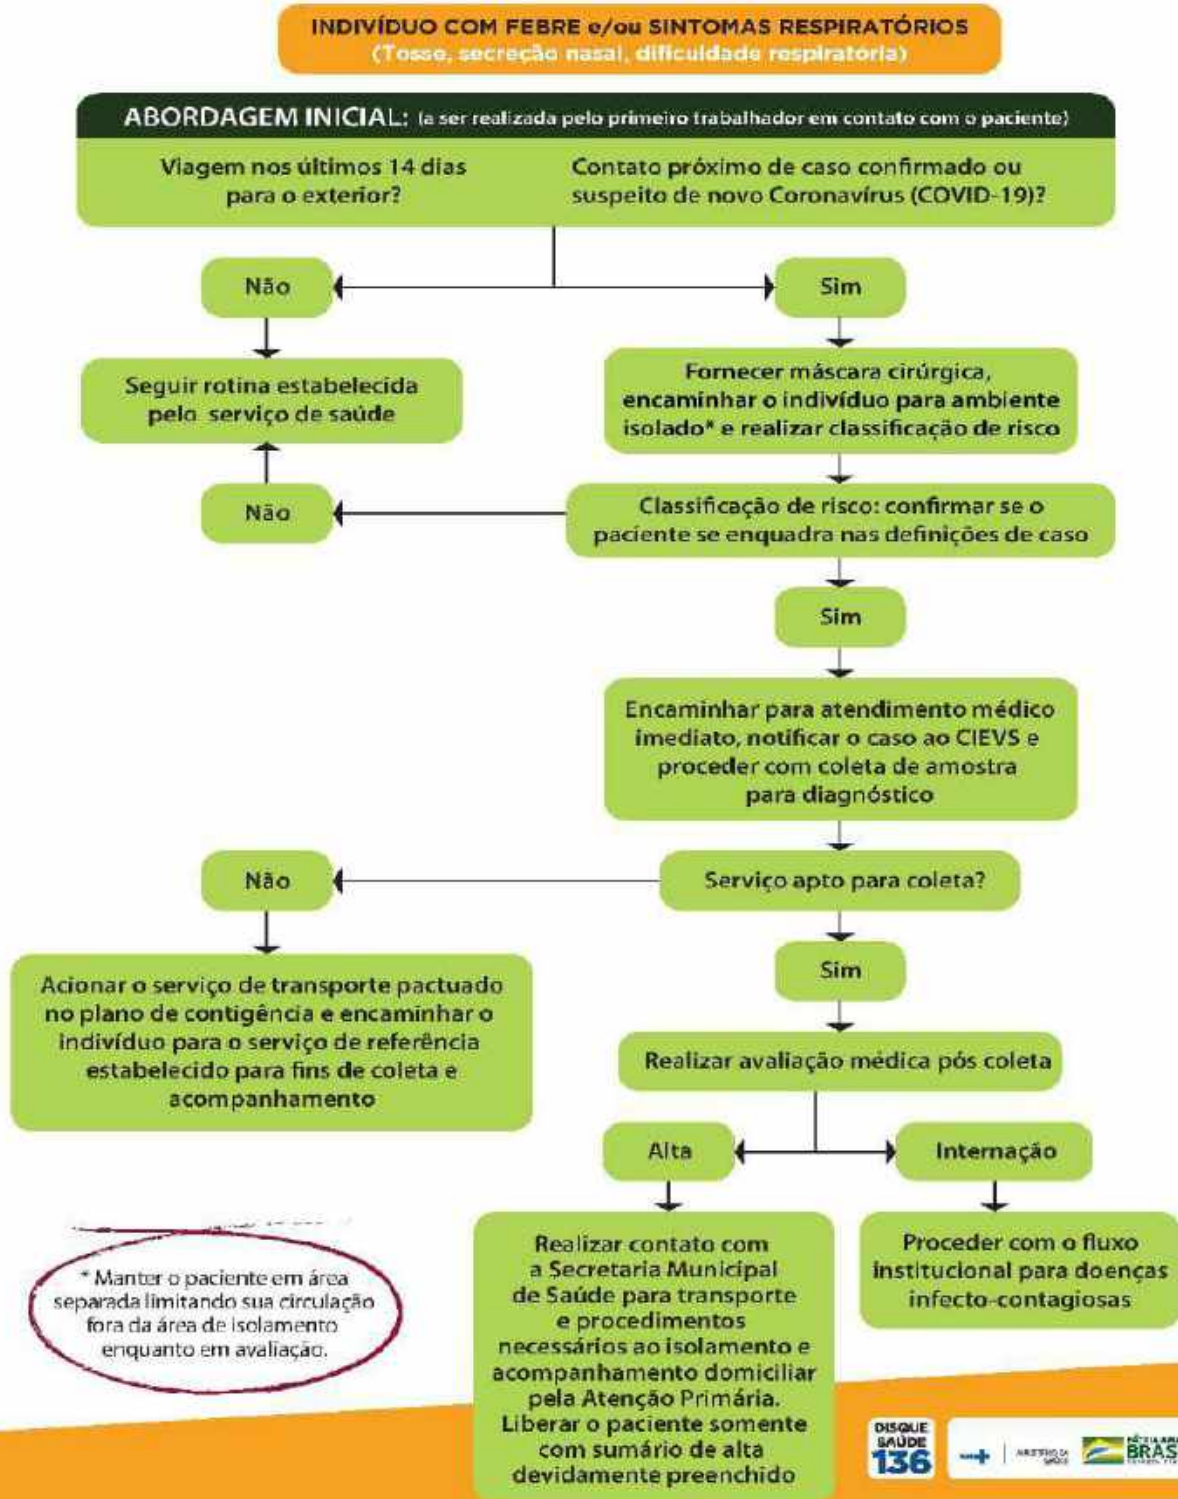 INDIVÍDUO COM FEBRE e/ou SINTOMAS RESPIRATÓRIOS
(Tosse, secreção nasal, dificuldade respiratória)
ABORDAGEM INICIAL: (a ser realizada pelo primeiro trabalhador em contato com o paciente)
Viagem nos últimos 14 dias
para o exterior?
Contato próximo de caso confirmado ou
suspeito de novo Coronavírus (COVID-19)?
Não
Sim
Seguir rotina estabelecida
pelo serviço de saúde
Fornecer máscara cirúrgica,
encaminhar o indivíduo para ambiente
isolado* e realizar classificação de risco
Não
Classificação de risco: confirmar se o
paciente se enquadra nas definições de caso
Sim
Encaminhar para atendimento médico
imediato, notificar o caso ao CIEVS e
proceder com coleta de amostra
para diagnóstico
Não
Serviço apto para coleta?
Sim
Acionar o serviço de transporte pactuado
no plano de contigência e encaminhar o
indivíduo para o serviço de referência
estabelecido para fins de coleta e
acompanhamento
Realizar avaliação médica pós coleta
Alta
Internação
Realizar contato com
a Secretaria Municipal
de Saúde para transporte
e procedimentos
necessários ao isolamento e
acompanhamento domiciliar
pela Atenção Primária.
Liberar o paciente somente
com sumário de alta
devidamente preenchido
Proceder com o fluxo
institucional para doenças
infecto-contagiosas
* Manter o paciente em área
separada limitando sua circulação
fora da área de isolamento
enquanto em avaliação.
DISQUE
SAÚDE
136